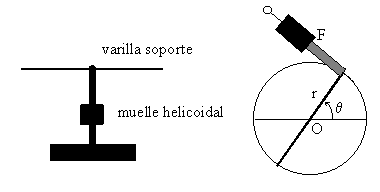 varilla soporte
muelle helicoidal
F
r
θ
O